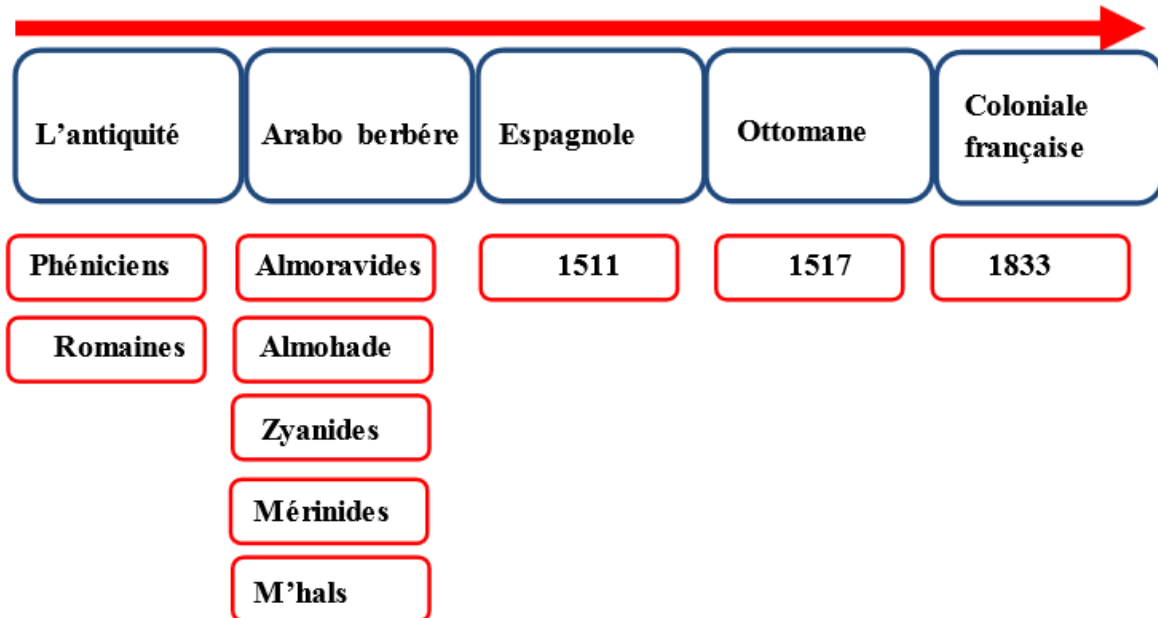 L'antiquité
Arabo berbére
Espagnole
Ottomane
Coloniale
française
Phéniciens
Almoravides
1511
1517
1833
Romaines
Almohade
Zyanides
Mérinides
M'hals